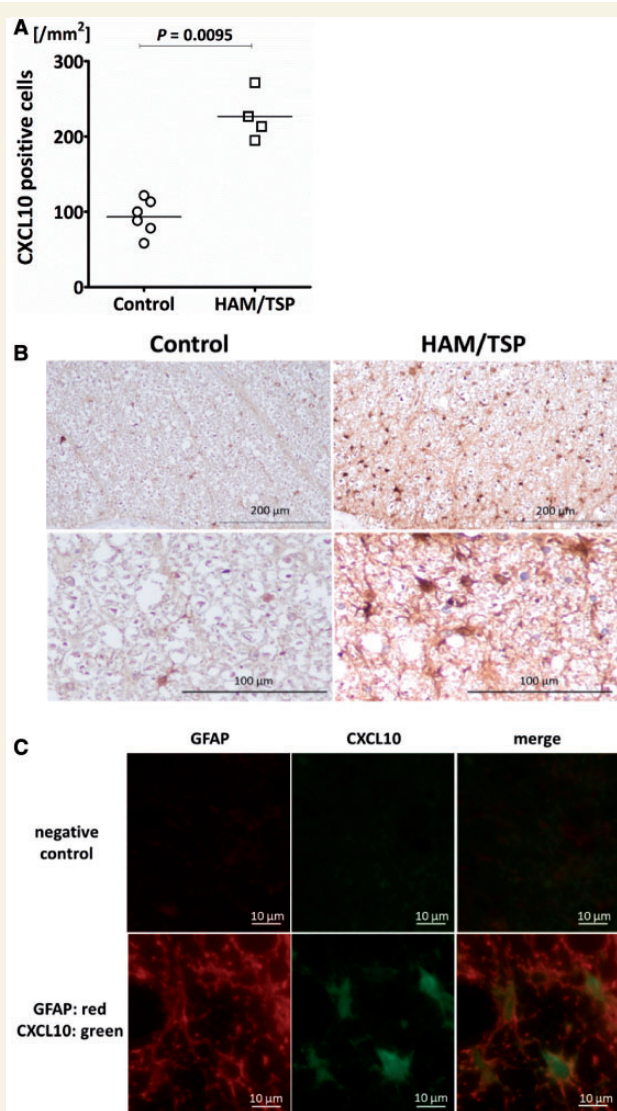 A
[/mm²]
P = 0.0095
CXCL10 positive cells
300
200
100
0
Control
HAM/TSP
B
Control
HAM/TSP
200 µm
200 µm
100 µm
100 µm
C
GFAP
CXCL10
merge
negative
control
10 µm
10 µm
10 µm
GFAP: red
CXCL10: green
10 µm
10 µm
10 µm